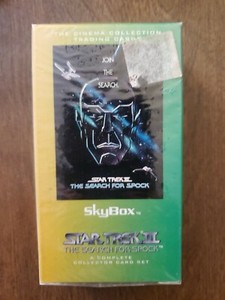 THE CINEMA COLLECTION
TRADING CARDS
JOIN
THE
SEARCH
STAR TREK III
THE SEARCH FOR SPOCK
SKYBOX™
STAR TREK III
THE SEARCH FOR SPOCK
A COMPLETE
COLLECTOR CARD SET